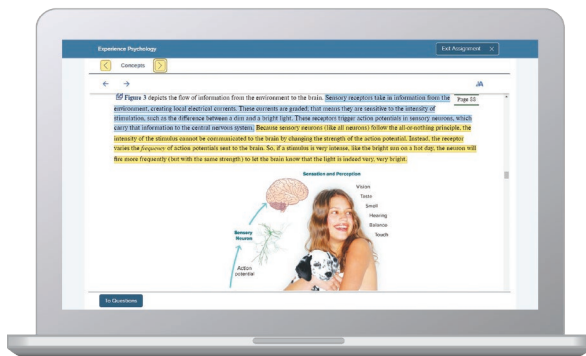 Experience Psychology
Exit Assignment X
Concepts
Page 82
Figure 3 depicts the flow of information from the environment to the brain. Sensory receptors take in information from the
environment, creating local electrical currents. These currents are graded; that means they are sensitive to the intensity of
stimulation, such as the difference between a dim and a bright light. These receptors trigger action potentials in sensory neurons, which
carry that information to the central nervous system. Because sensory neurons (like all neurons) follow the all-or-nothing principle, the
intensity of the stimulus cannot be communicated to the brain by changing the strength of the action potential. Instead, the receptor
varies the frequency of action potentials sent to the brain. So, if a stimulus is very intense, like the bright sun on a hot day, the neuron will
fire more frequently (but with the same strength) to let the brain know that the light is indeed very, very bright.
Sensation and Perception
Vision
Taste
Smell
Hearing
Balance
Touch
Sensory
Neuron
Action
potential
To Questions